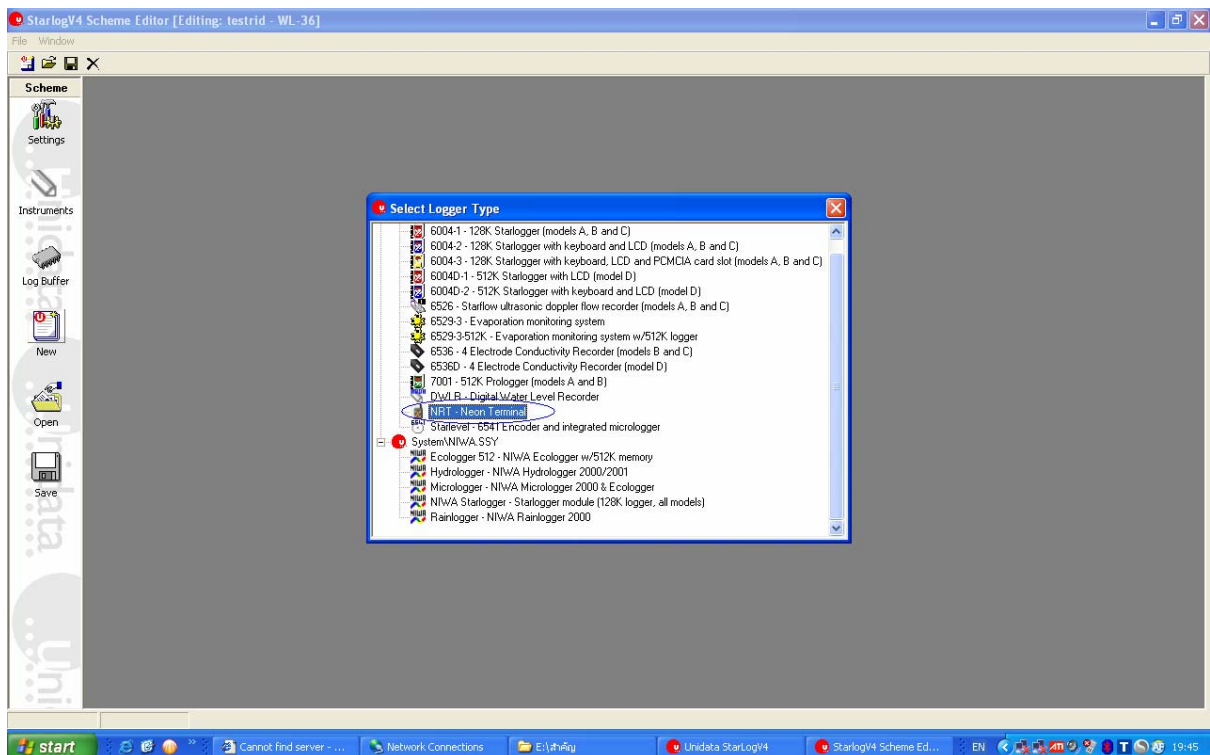 StarlogV4 Scheme Editor [Editing: testrid - WL-36]
File Window
Scheme
Settings
Instruments
Log Buffer
New
Open
Save
Select Logger Type
6004-1 - 128K Starlogger (models A, B and C)
6004-2 - 128K Starlogger with keyboard and LCD (models A, B and C)
6004-3 - 128K Starlogger with keyboard, LCD and PCMCIA card slot (models A, B and C)
6004D-1 - 512K Starlogger with LCD (model D)
6004D-2 - 512K Starlogger with keyboard and LCD (model D)
6526 - Starflow ultrasonic doppler flow recorder (models A, B and C)
6529-3 - Evaporation monitoring system
6529-3-512K - Evaporation monitoring system w/512K logger
6536 - 4 Electrode Conductivity Recorder (models B and C)
6536D - 4 Electrode Conductivity Recorder (model D)
7001 - 512K Prologger (models A and B)
DWLR - Digital Water Level Recorder
NRT - Neon Terminal
Starlevel - 6541 Encoder and integrated micrologger
System\NIWA.SSY
Ecologger 512 - NIWA Ecologger w/512K memory
Hydrologger - NIWA Hydrologger 2000/2001
Micrologger - NIWA Micrologger 2000 & Ecologger
NIWA Starlogger - Starlogger module (128K logger, all models)
Rainlogger - NIWA Rainlogger 2000
start
Cannot find server - ...
Network Connections
E:\สำคัญ
Unidata StarLogV4
StarlogV4 Scheme Ed...
EN
19:45